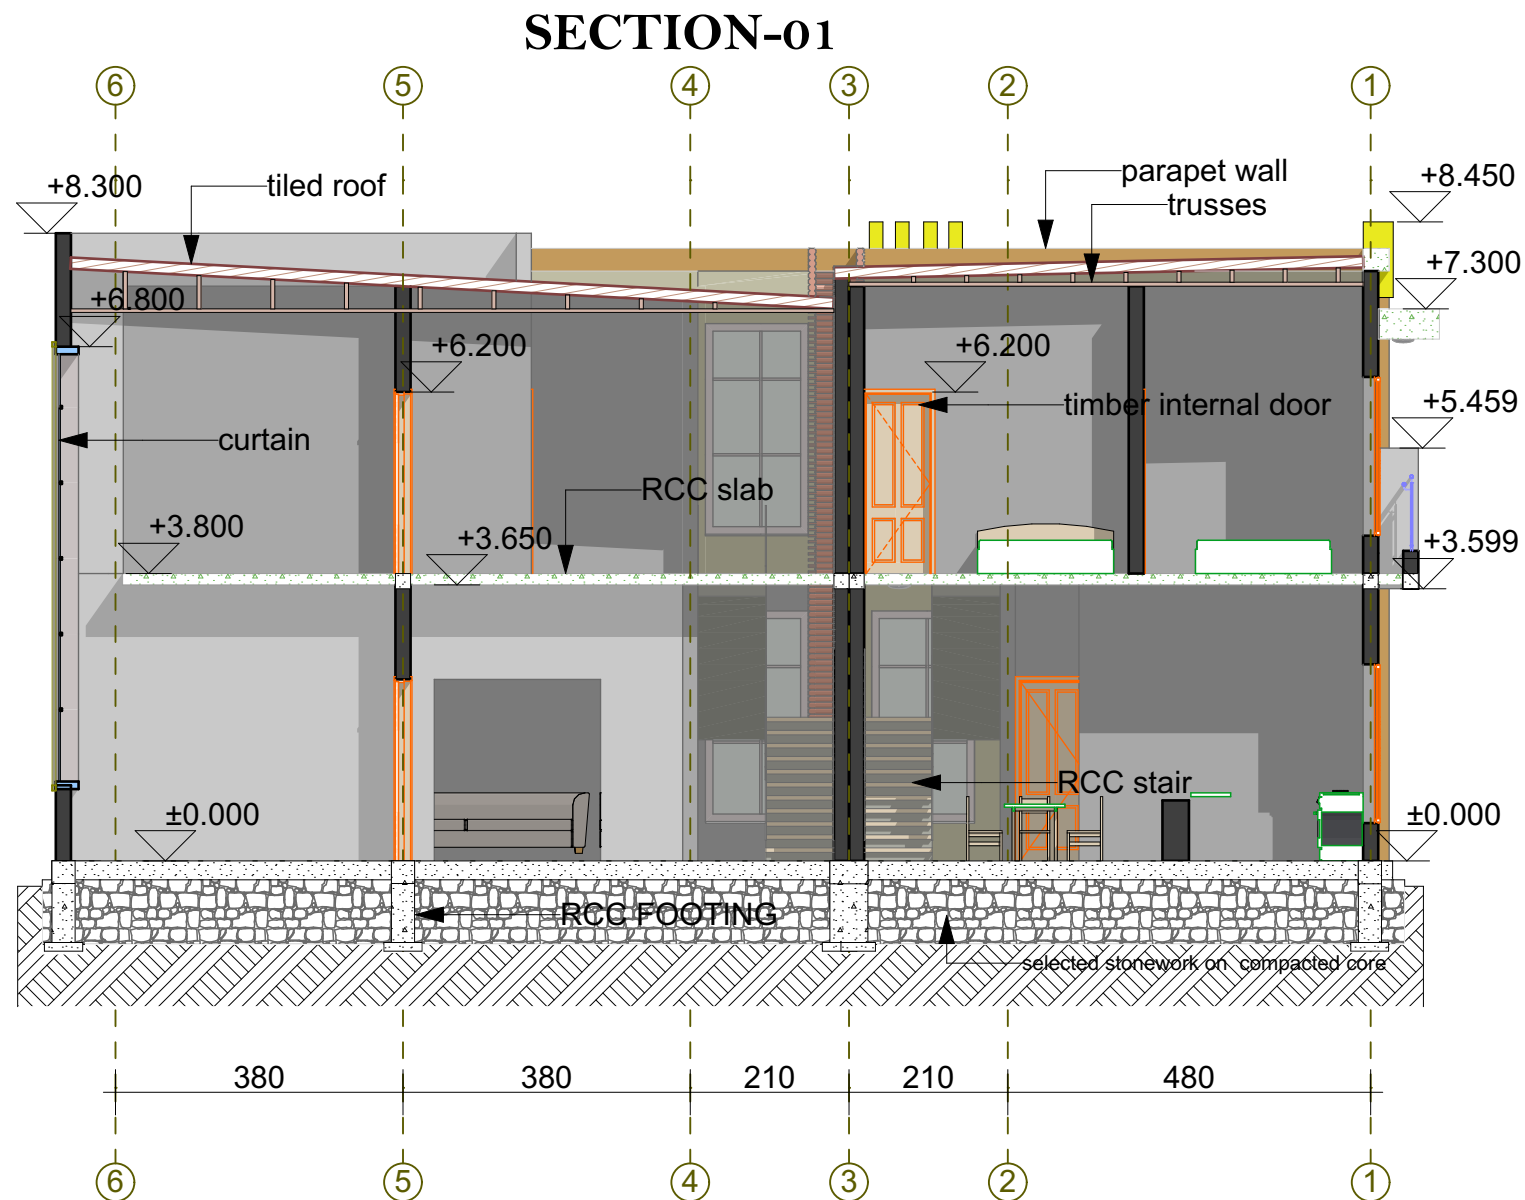 SECTION-01
6 5 4 3 2 1
parapet wall
+8.300 tiled roof +8.450
trusses
+7.300
+6.800
+6.200 +6.200
timber internal door +5.459
curtain
RCC slab
+3.800 +3.650 +3.599
RCC stair
±0.000 ±0.000
RCC FOOTING
selected stonework on compacted core
380 380 210 210 480
6 5 4 3 2 1